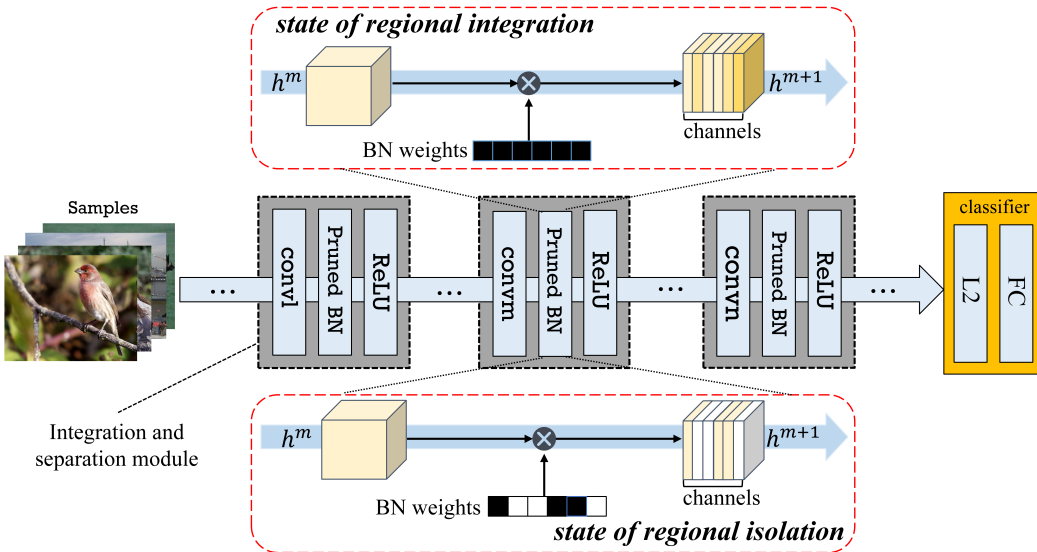 state of regional integration
h^m
h^{m+1}
channels
BN weights
Samples
...
conv1
Pruned BN
ReLU
...
convm
Pruned BN
ReLU
...
convn
Pruned BN
ReLU
...
classifier
L2
FC
Integration and
separation module
h^m
h^{m+1}
channels
BN weights
state of regional isolation